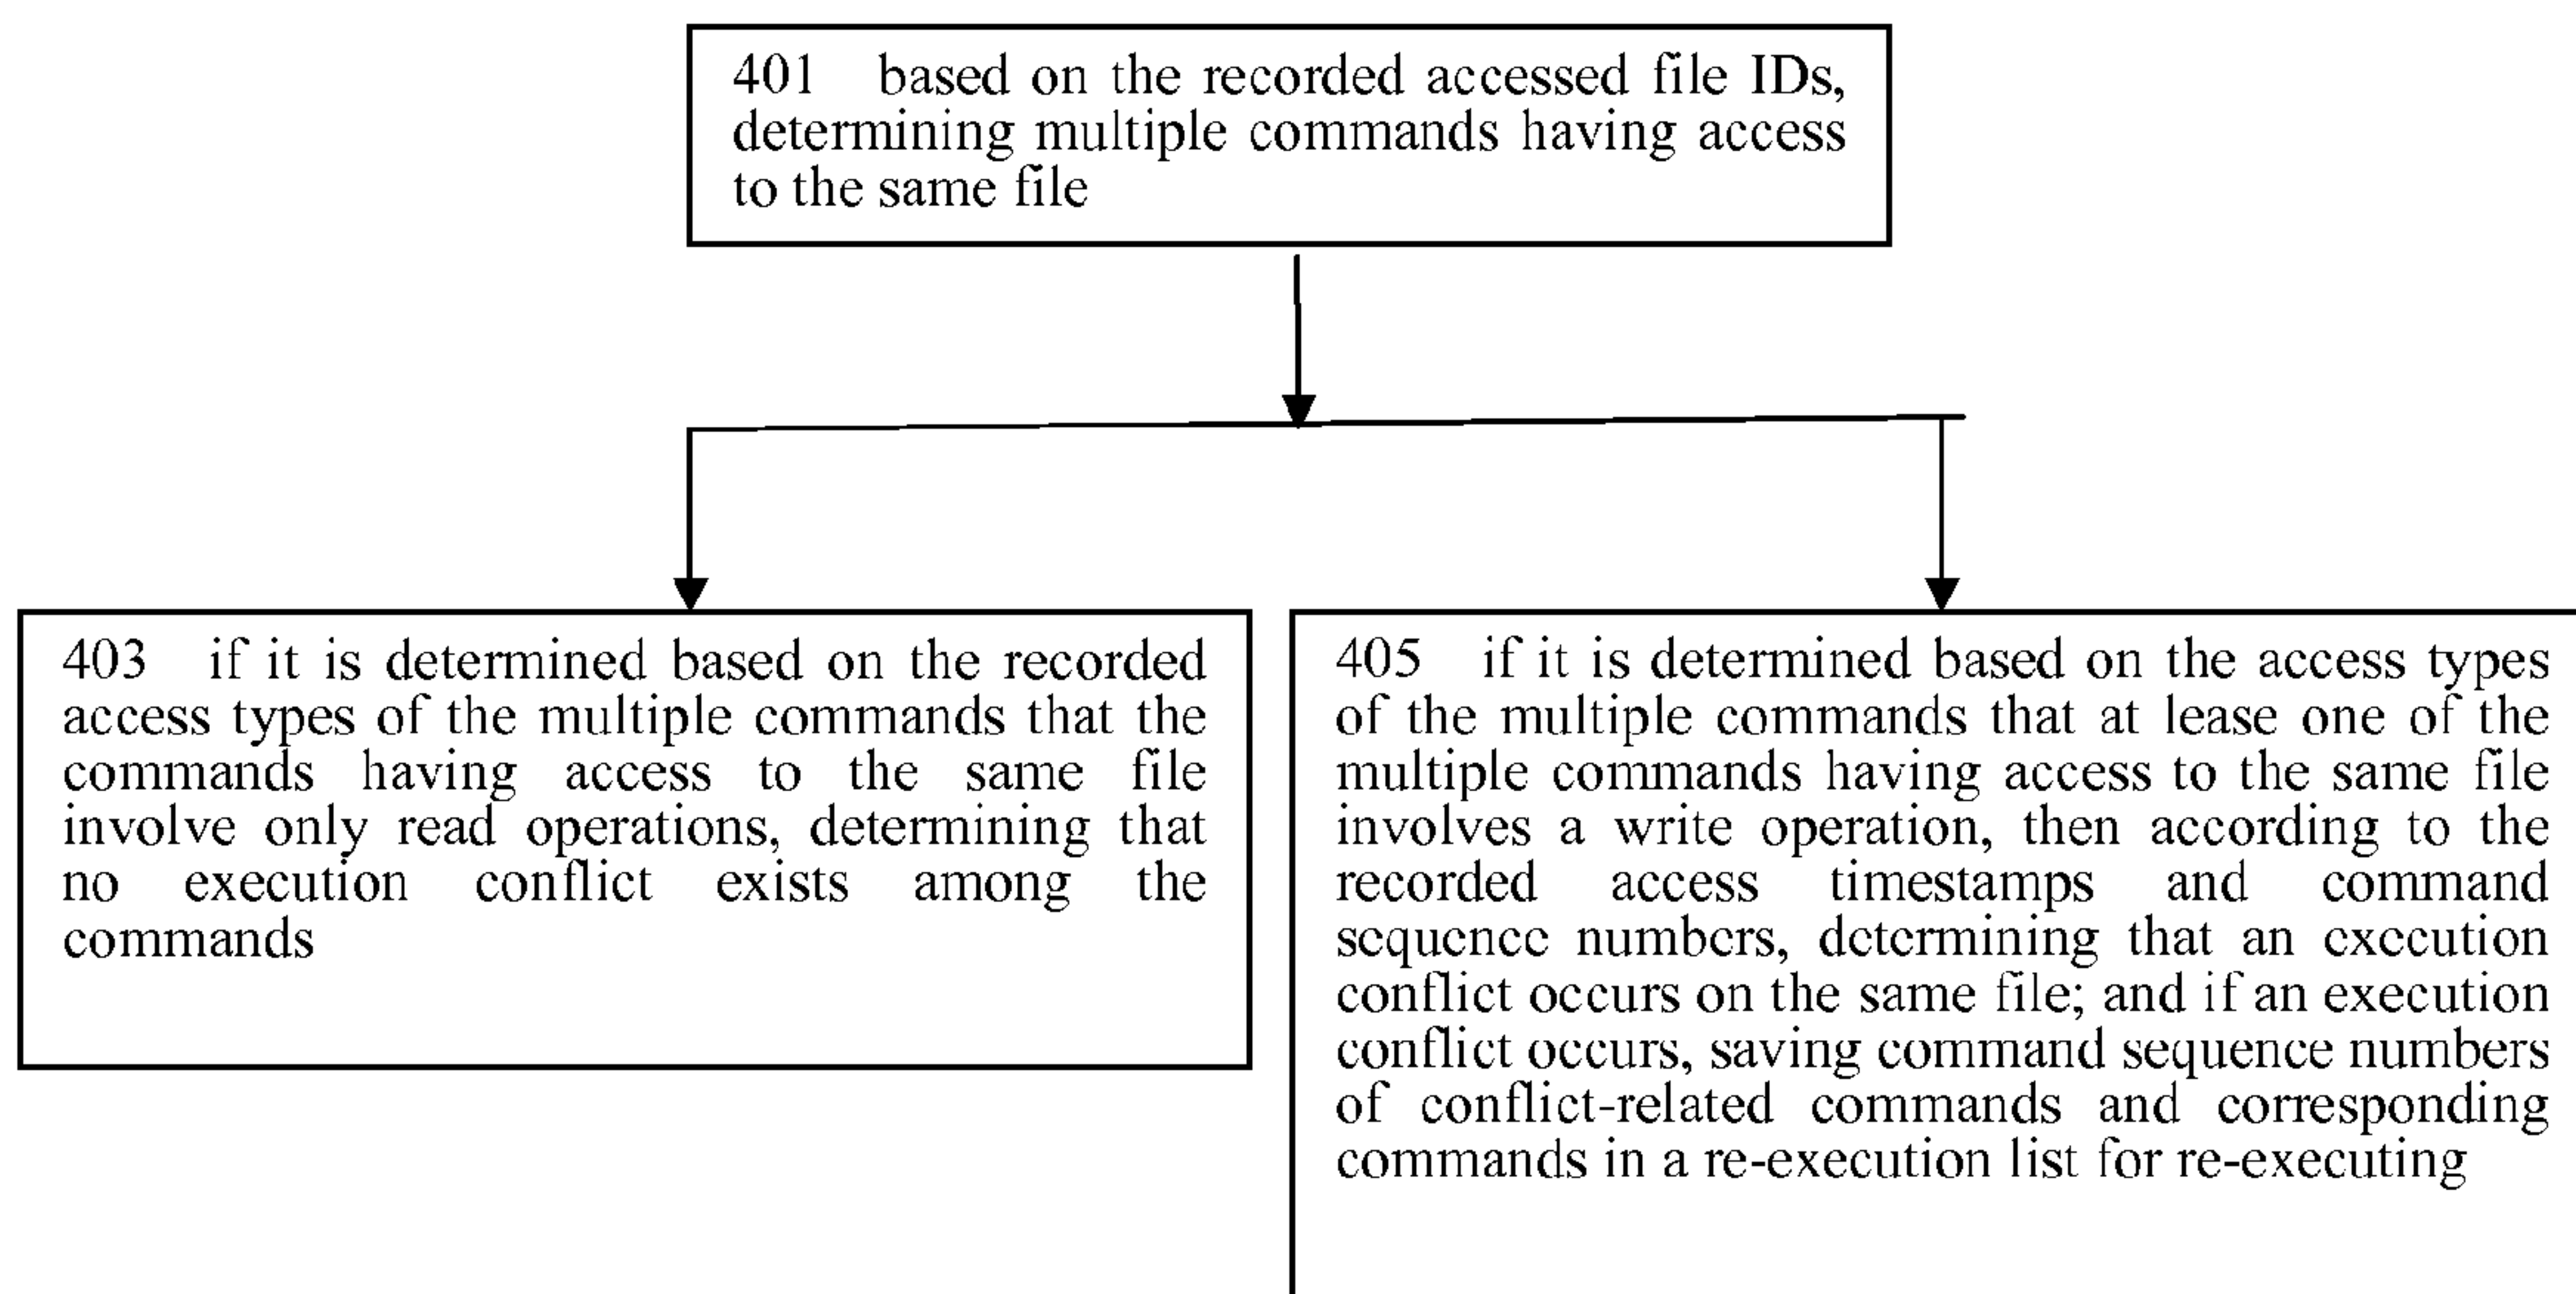 401 based on the recorded accessed file IDs,
determining multiple commands having access
to the same file
403 if it is determined based on the recorded
access types of the multiple commands that the
commands having access to the same file
involve only read operations, determining that
no execution conflict exists among the
commands
405 if it is determined based on the access types
of the multiple commands that at lease one of the
multiple commands having access to the same file
involves a write operation, then according to the
recorded access timestamps and command
sequence numbers, determining that an execution
conflict occurs on the same file; and if an execution
conflict occurs, saving command sequence numbers
of conflict-related commands and corresponding
commands in a re-execution list for re-executing